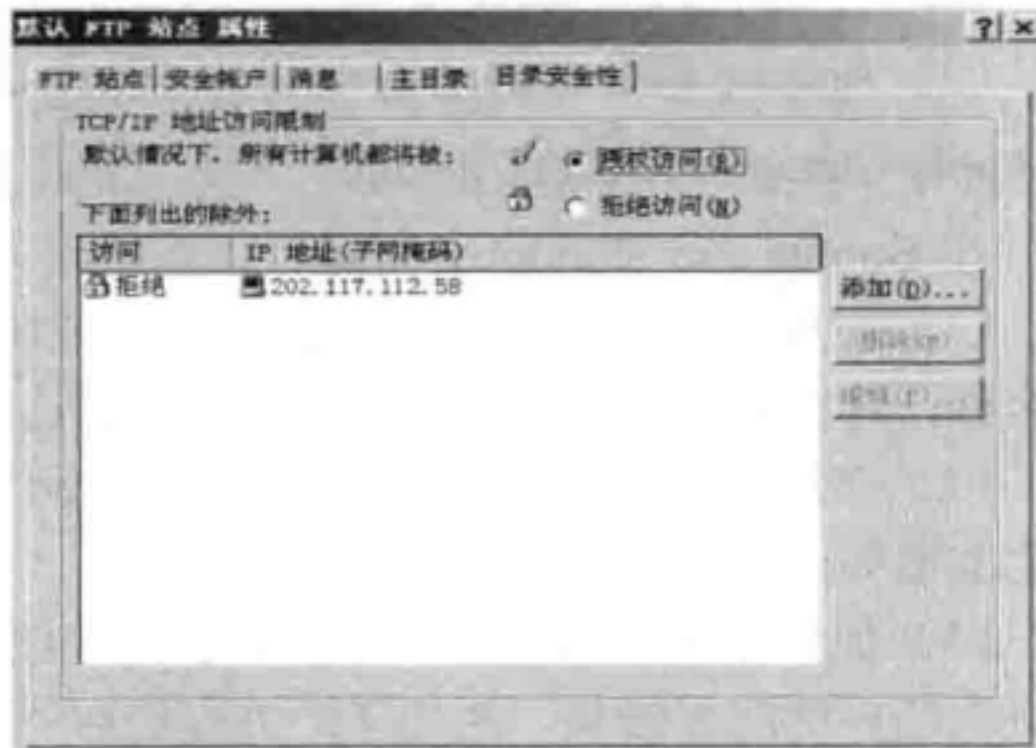 默认 FTP 站点 属性
FTP 站点 安全帐户 消息 主目录 目录安全性
TCP/IP 地址访问限制
默认情况下，所有计算机都将被： 授权访问(R)
拒绝访问(N)
下面列出的除外：
访问 IP 地址(子网掩码)
拒绝 202.117.112.58
添加(D)...